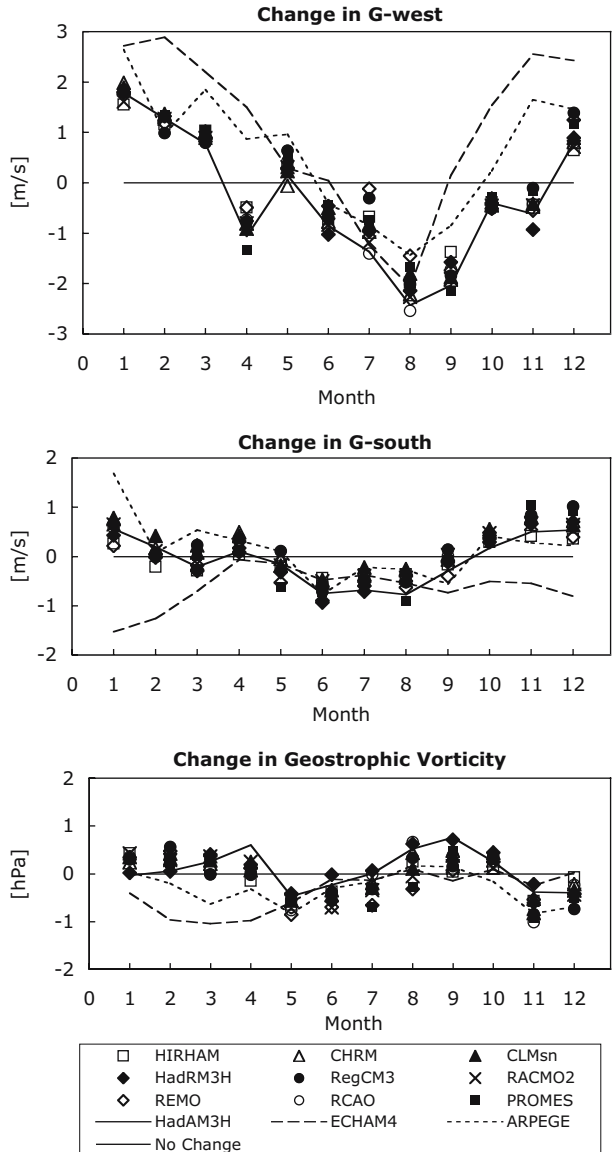 Change in G-west
3
2
1
0
-1
-2
-3
[m/s]
0 1 2 3 4 5 6 7 8 9 10 11 12
Month
Change in G-south
2
1
0
-1
-2
[m/s]
0 1 2 3 4 5 6 7 8 9 10 11 12
Month
Change in Geostrophic Vorticity
2
1
0
-1
-2
[hPa]
0 1 2 3 4 5 6 7 8 9 10 11 12
Month
HIRHAM CHRM CLMsn
HadRM3H RegCM3 RACMO2
REMO RCAO PROMES
HadAM3H ECHAM4 ARPEGE
No Change